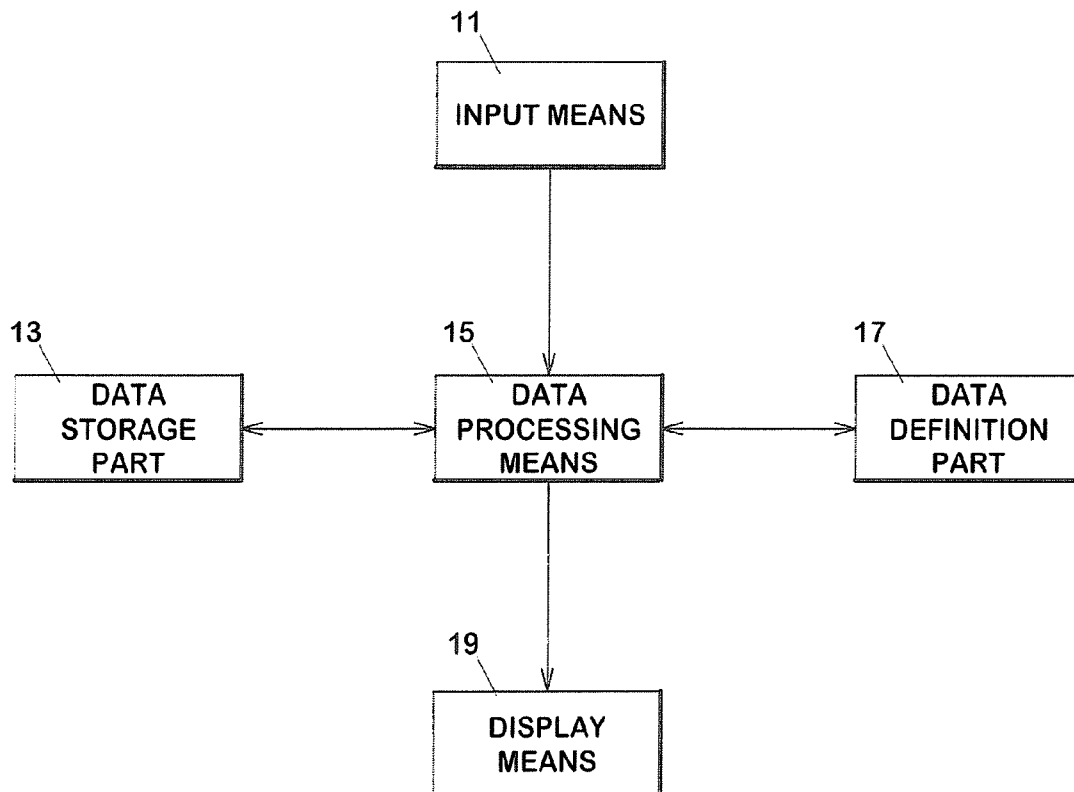 11
INPUT MEANS
13
DATA
STORAGE
PART
15
DATA
PROCESSING
MEANS
17
DATA
DEFINITION
PART
19
DISPLAY
MEANS